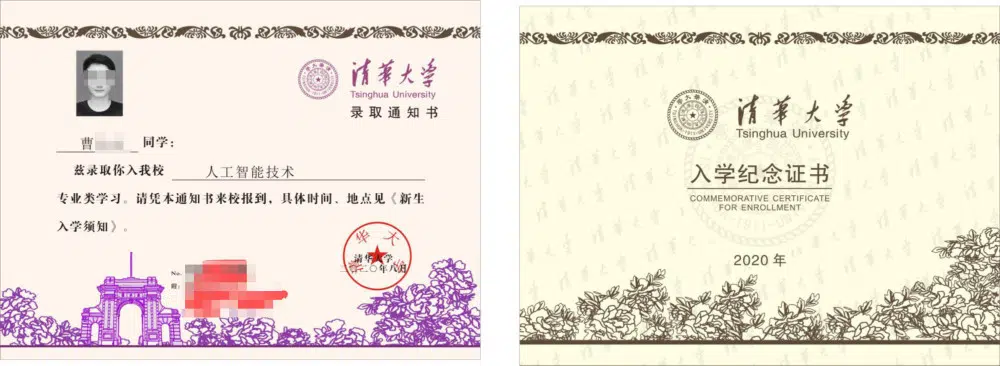 清華大学
Tsinghua University
录取通知书
曹
同学：
兹录取你入我校 人工智能技术
专业类学习。请凭本通知书来校报到，具体时间、地点见《新生
入学须知》。
清华大学
二〇二〇年八月
No.
附：
清華大学
Tsinghua University
入学纪念证书
COMMEMORATIVE CERTIFICATE
FOR ENROLLMENT
2020 年